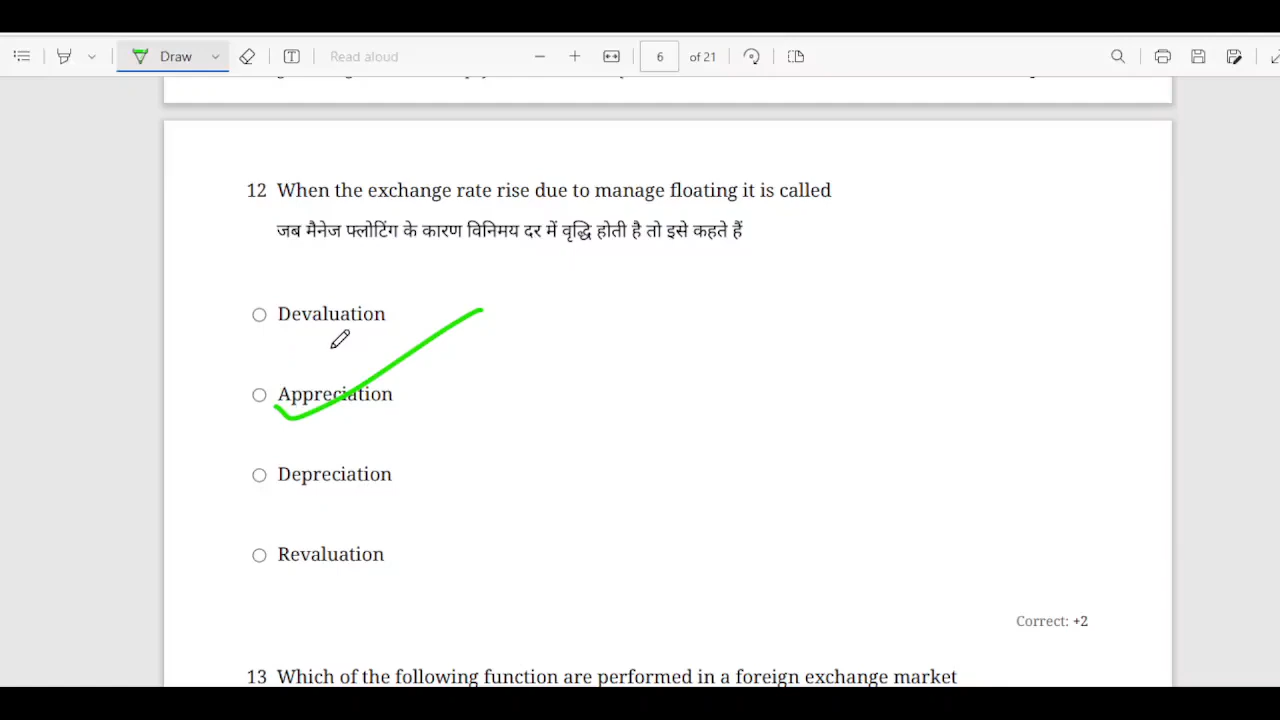 Draw
Read aloud
6 of 21
12 When the exchange rate rise due to manage floating it is called
जब मैनेज फ्लोटिंग के कारण विनिमय दर में वृद्धि होती है तो इसे कहते हैं
Devaluation
Appreciation
Depreciation
Revaluation
Correct: +2
13 Which of the following function are performed in a foreign exchange market